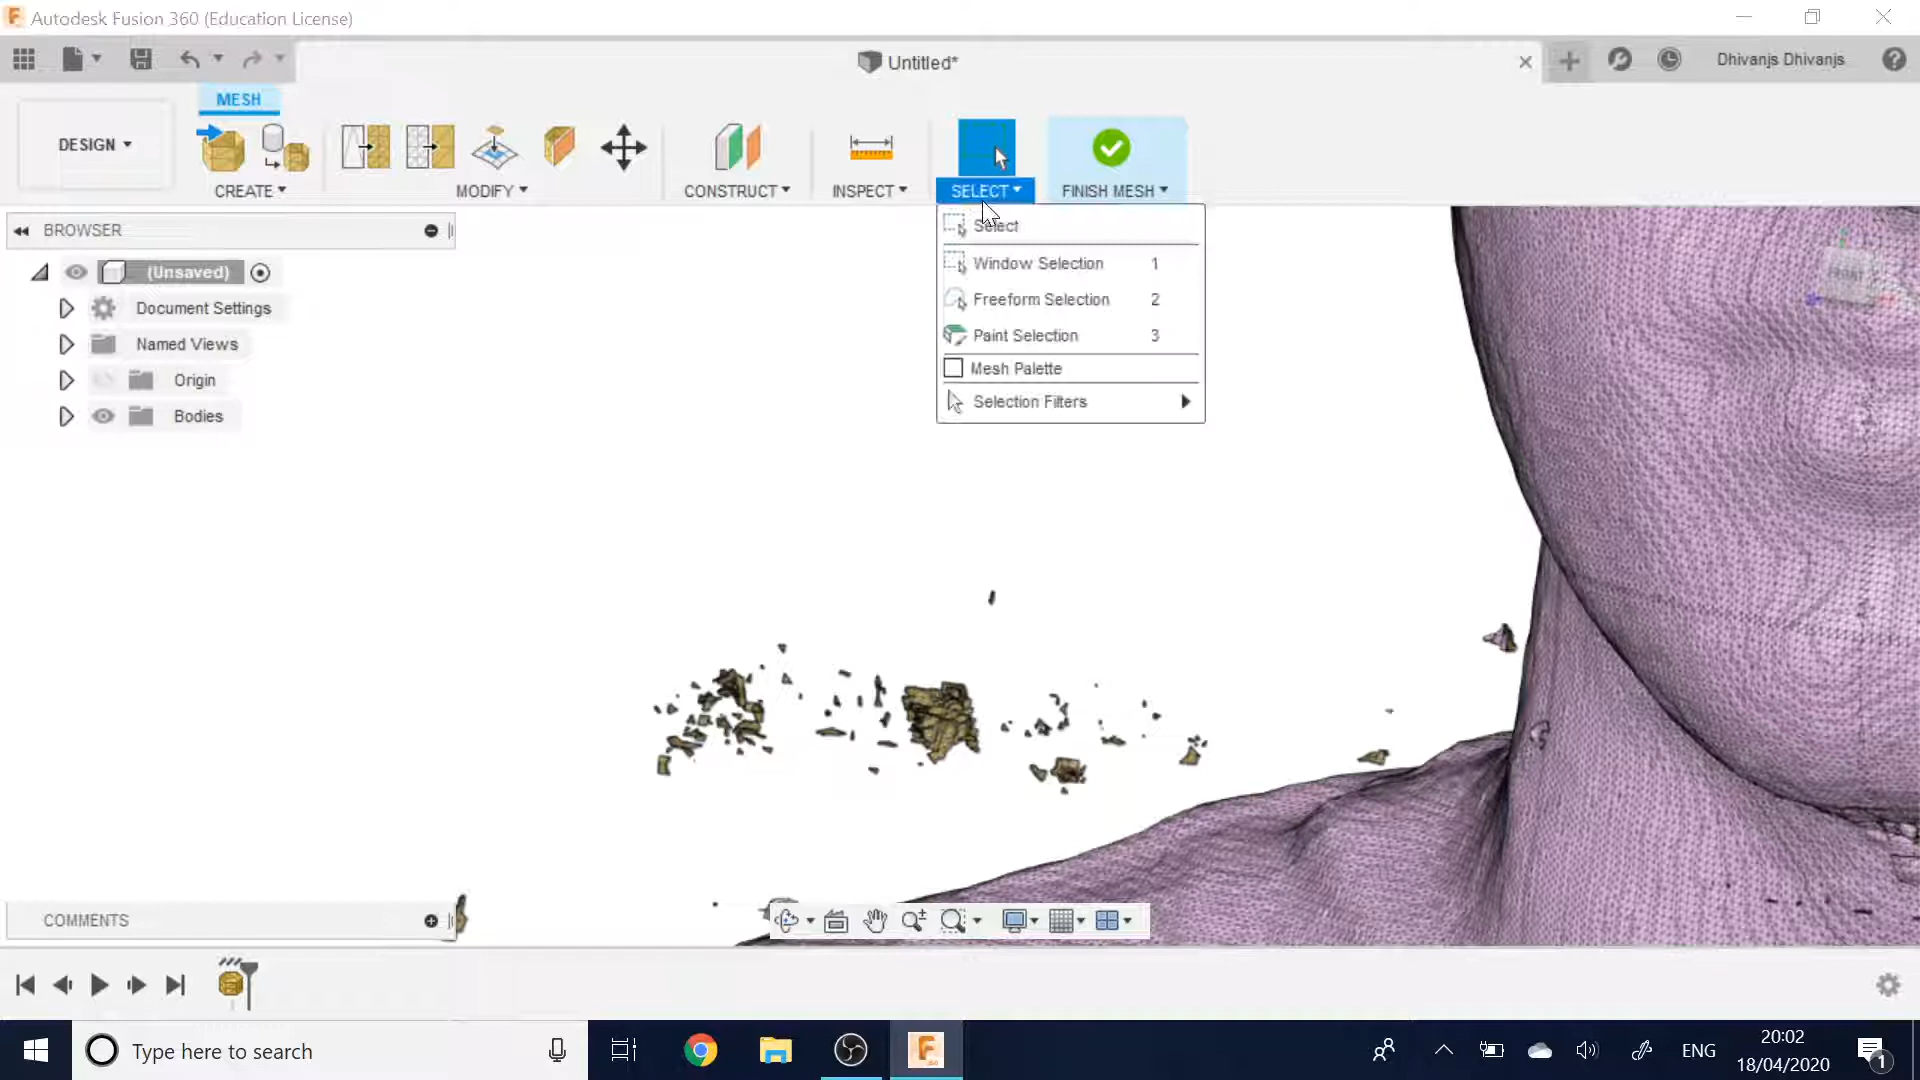 Autodesk Fusion 360 (Education License)
Untitled*
Dhivanjs Dhivanjs
MESH
DESIGN
CREATE
MODIFY
CONSTRUCT
INSPECT
SELECT
FINISH MESH
Select
Window Selection 1
Freeform Selection 2
Paint Selection 3
Mesh Palette
Selection Filters
BROWSER
(Unsaved)
Document Settings
Named Views
Origin
Bodies
FRONT
COMMENTS
Type here to search
ENG
20:02
18/04/2020
1